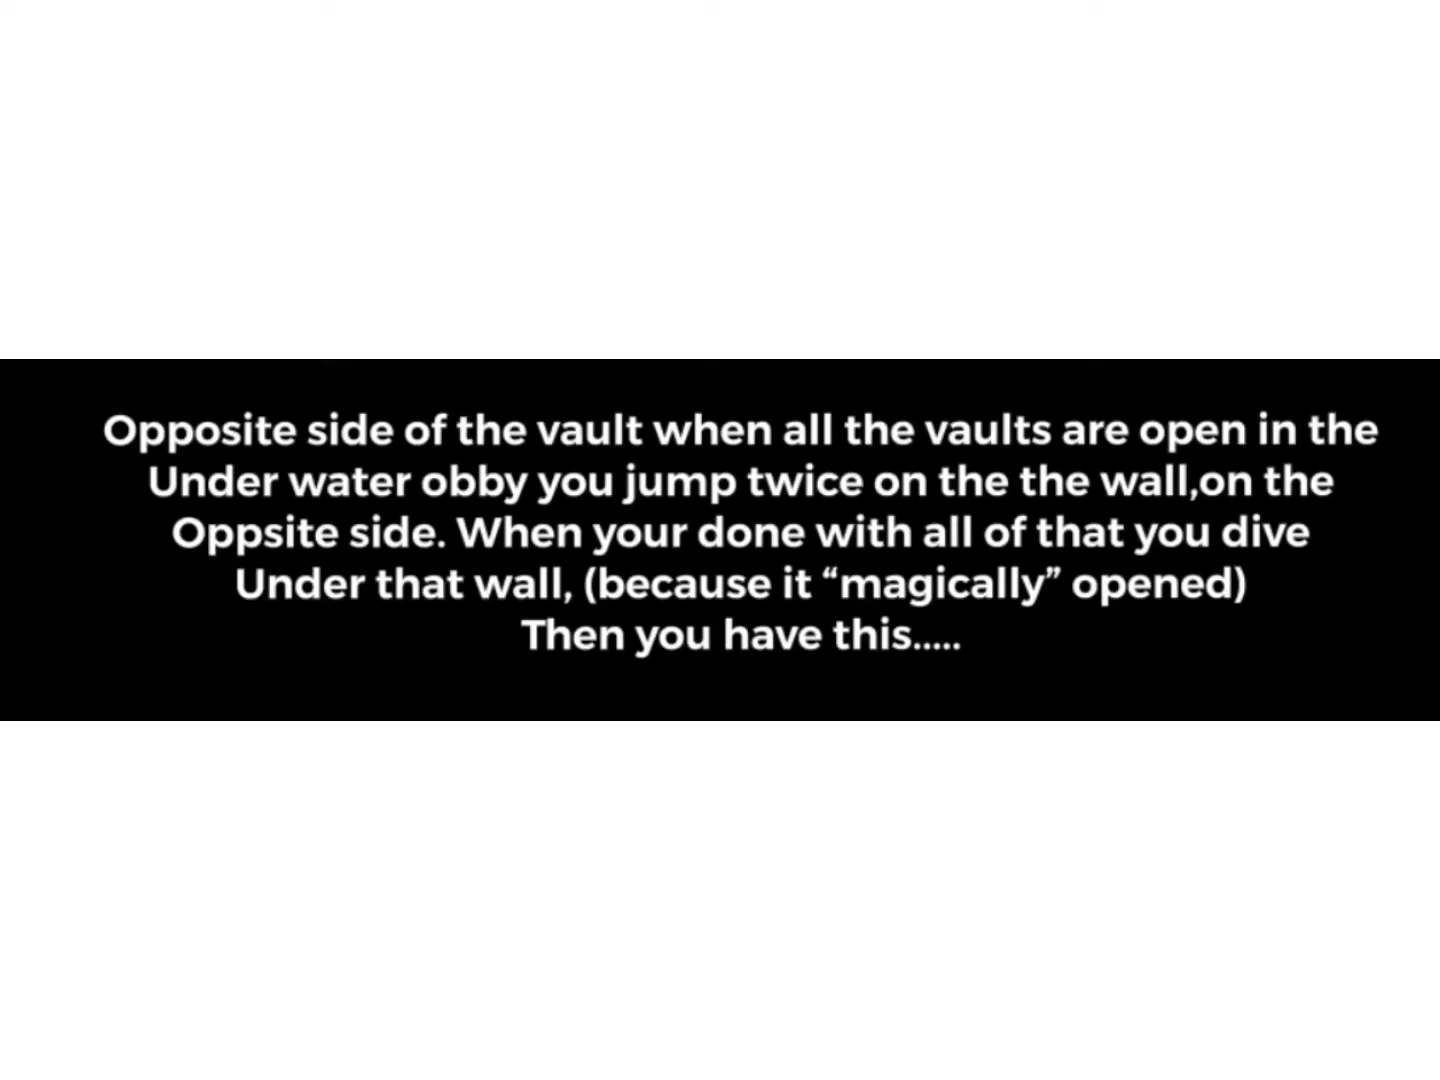 Opposite side of the vault when all the vaults are open in the
Under water obby you jump twice on the the wall,on the
Oppsite side. When your done with all of that you dive
Under that wall, (because it “magically” opened)
Then you have this.....